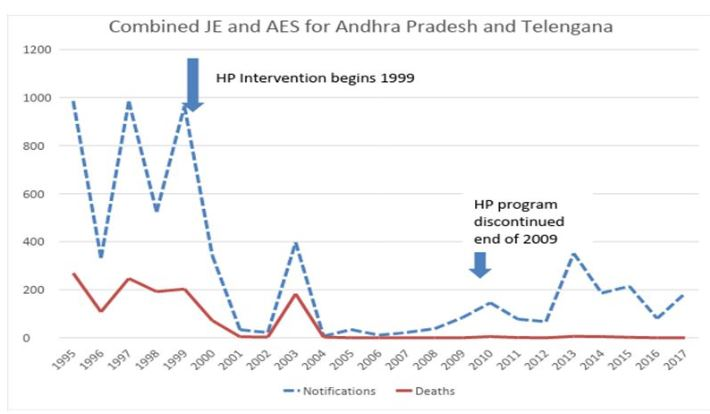 Combined JE and AES for Andhra Pradesh and Telengana
1200
1000
800
600
400
200
0
HP Intervention begins 1999
HP program
discontinued
end of 2009
1995 1996 1997 1998 1999 2000 2001 2002 2003 2004 2005 2006 2007 2008 2009 2010 2011 2012 2013 2014 2015 2016 2017
Notifications Deaths